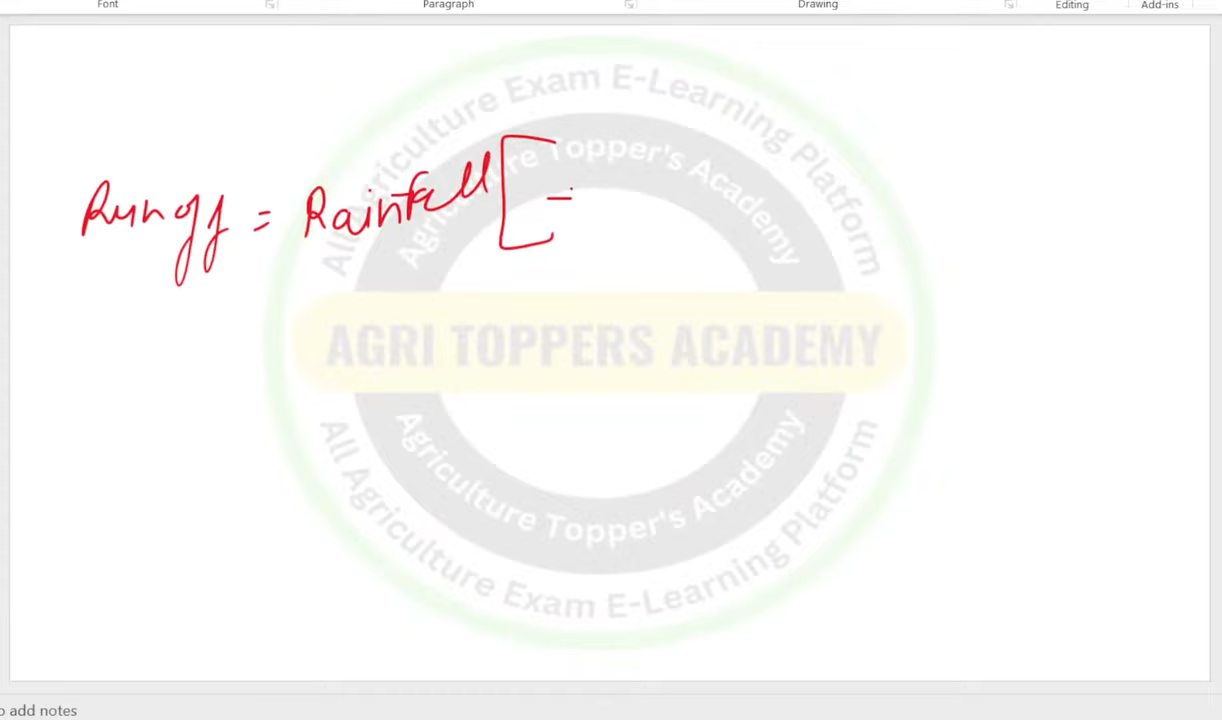 Font Paragraph Drawing Editing Add-ins
All Agriculture Exam E-Learning Platform
Agriculture Topper's Academy
Runoff = Rainfall [ -
AGRI TOPPERS ACADEMY
Agriculture Topper's Academy
All Agriculture Exam E-Learning Platform
o add notes